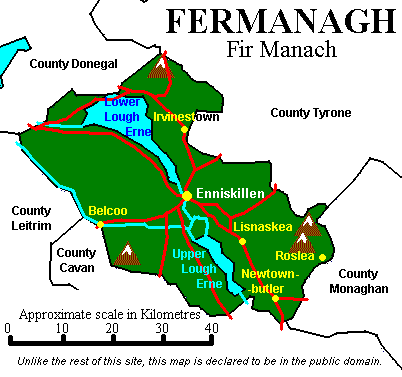 FERMANAGH
Fir Manach
County Donegal
Lower
Lough
Erne
Irvinestown
County Tyrone
Enniskillen
County
Leitrim
Belcoo
Lisnaskea
County
Cavan
Upper
Lough
Erne
Roslea
Newtown-
-butler
County
Monaghan
Approximate scale in Kilometres
0 10 20 30 40
Unlike the rest of this site, this map is declared to be in the public domain.